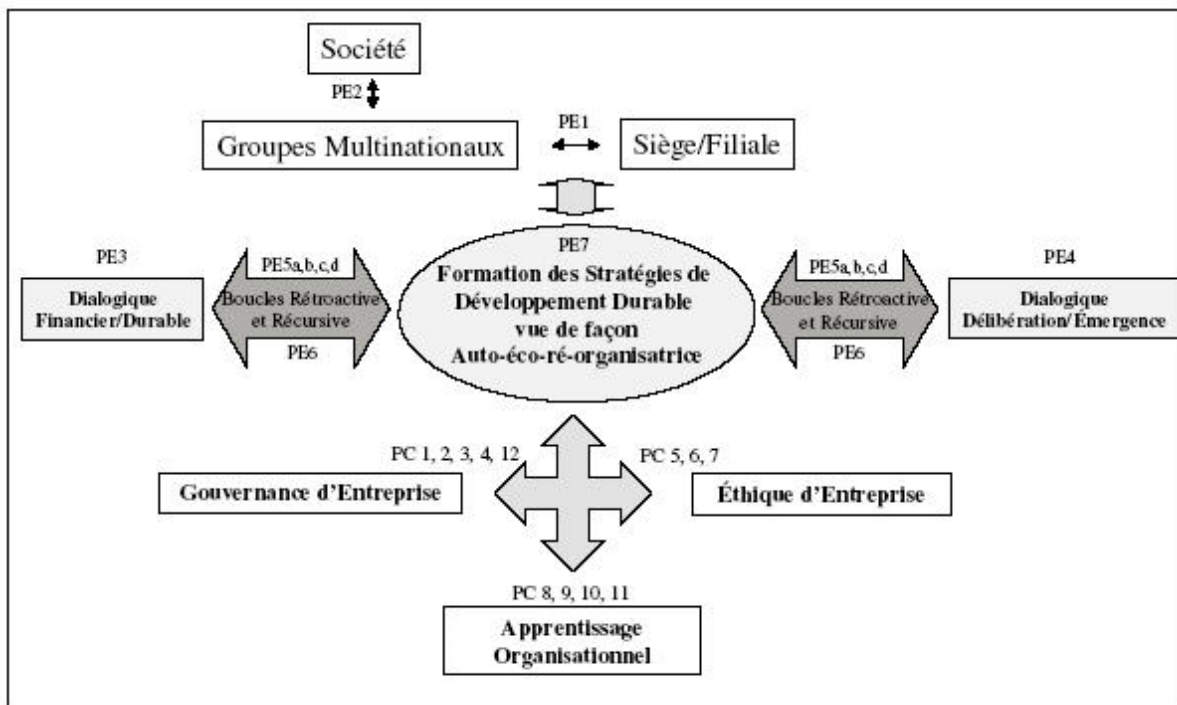 Société
PE2
PE1
Groupes Multinationaux
Siège/Filiale
PE7
Formation des Stratégies de
Développement Durable
vue de façon
Auto-éco-ré-organisatrice
PE3
Dialogique
Financier/Durable
PE5a,b,c,d
Boucles Rétroactive
et Récursive
PE6
PE5a,b,c,d
Boucles Rétroactive
et Récursive
PE6
PE4
Dialogique
Délibération/Émergence
PC 1, 2, 3, 4, 12
Gouvernance d'Entreprise
PC 5, 6, 7
Éthique d'Entreprise
PC 8, 9, 10, 11
Apprentissage
Organisationnel